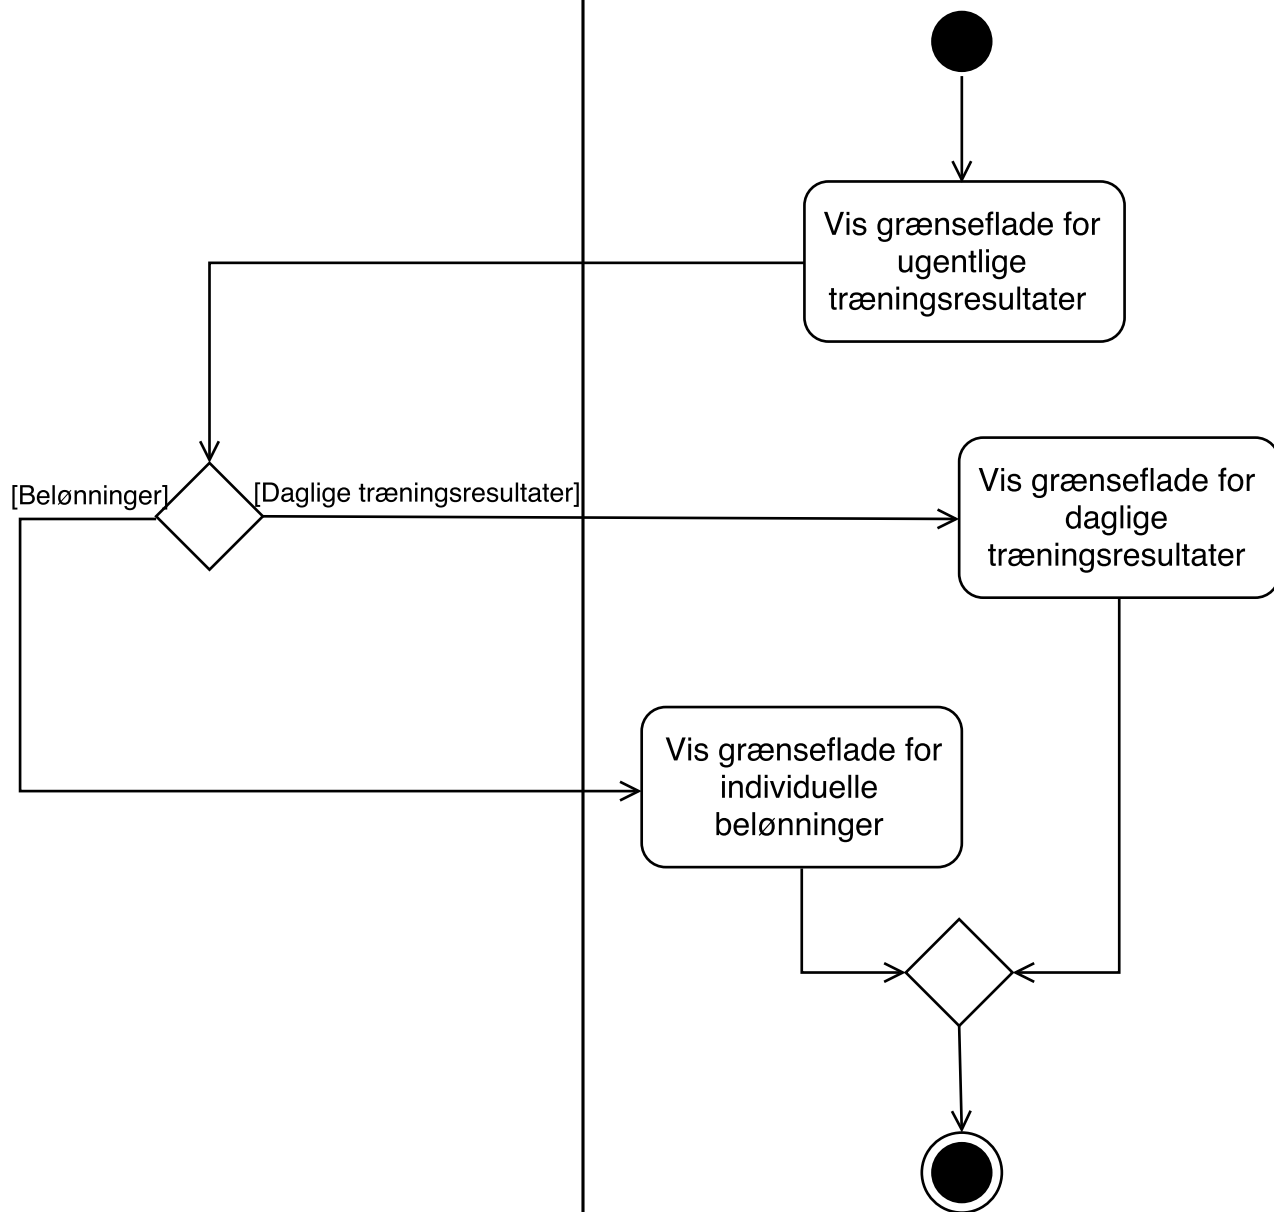 Vis grænseflade for
ugentlige
træningsresultater
[Belønninger]
[Daglige træningsresultater]
Vis grænseflade for
daglige
træningsresultater
Vis grænseflade for
individuelle
belønninger